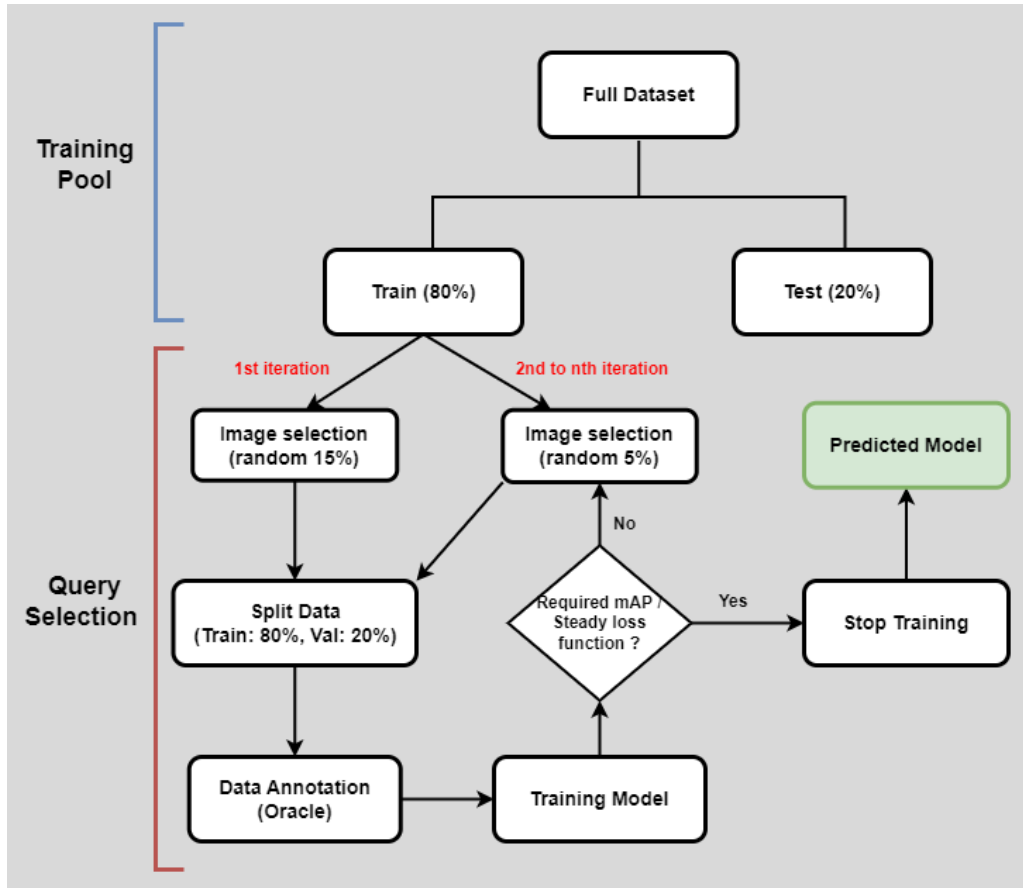 Full Dataset
Training
Pool
Train (80%)
Test (20%)
1st iteration
2nd to nth iteration
Image selection
(random 15%)
Image selection
(random 5%)
Predicted Model
No
Query
Selection
Split Data
(Train: 80%, Val: 20%)
Required mAP /
Steady loss
function ?
Yes
Stop Training
Data Annotation
(Oracle)
Training Model